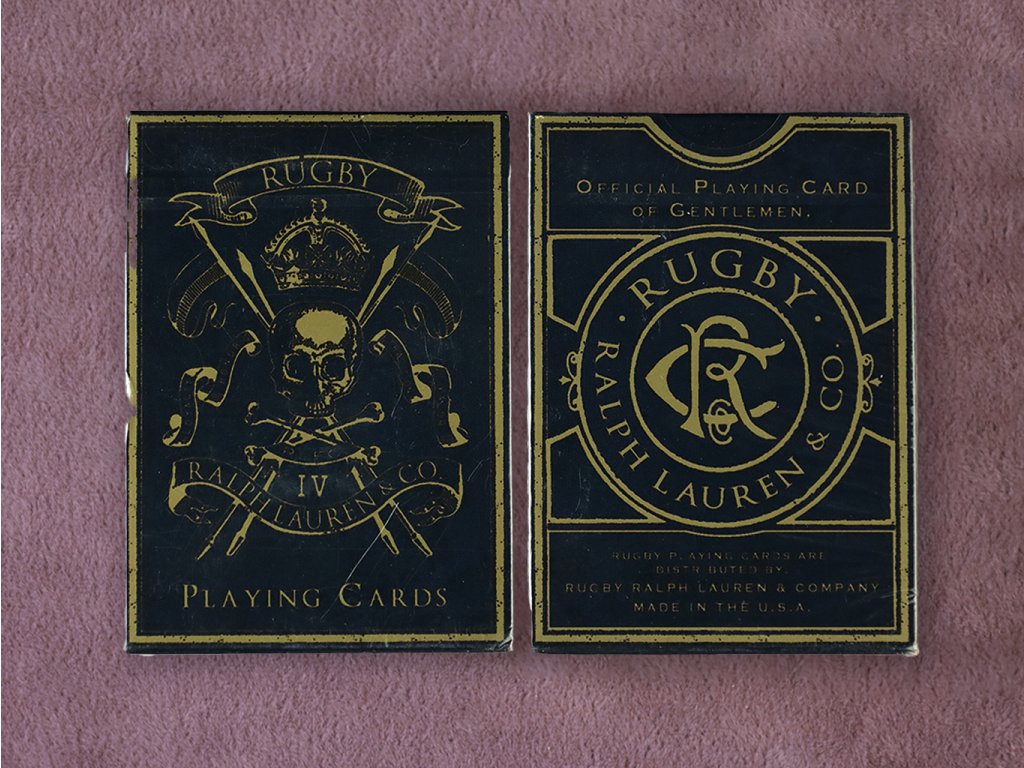 RUGBY
IV
RALPH LAUREN & CO
PLAYING CARDS
OFFICIAL PLAYING CARD
OF GENTLEMEN.
· RUGBY ·
RALPH LAUREN & CO.
RUGBY PLAYING CARDS ARE
DISTRIBUTED BY:
RUGBY RALPH LAUREN & COMPANY
MADE IN THE U.S.A.